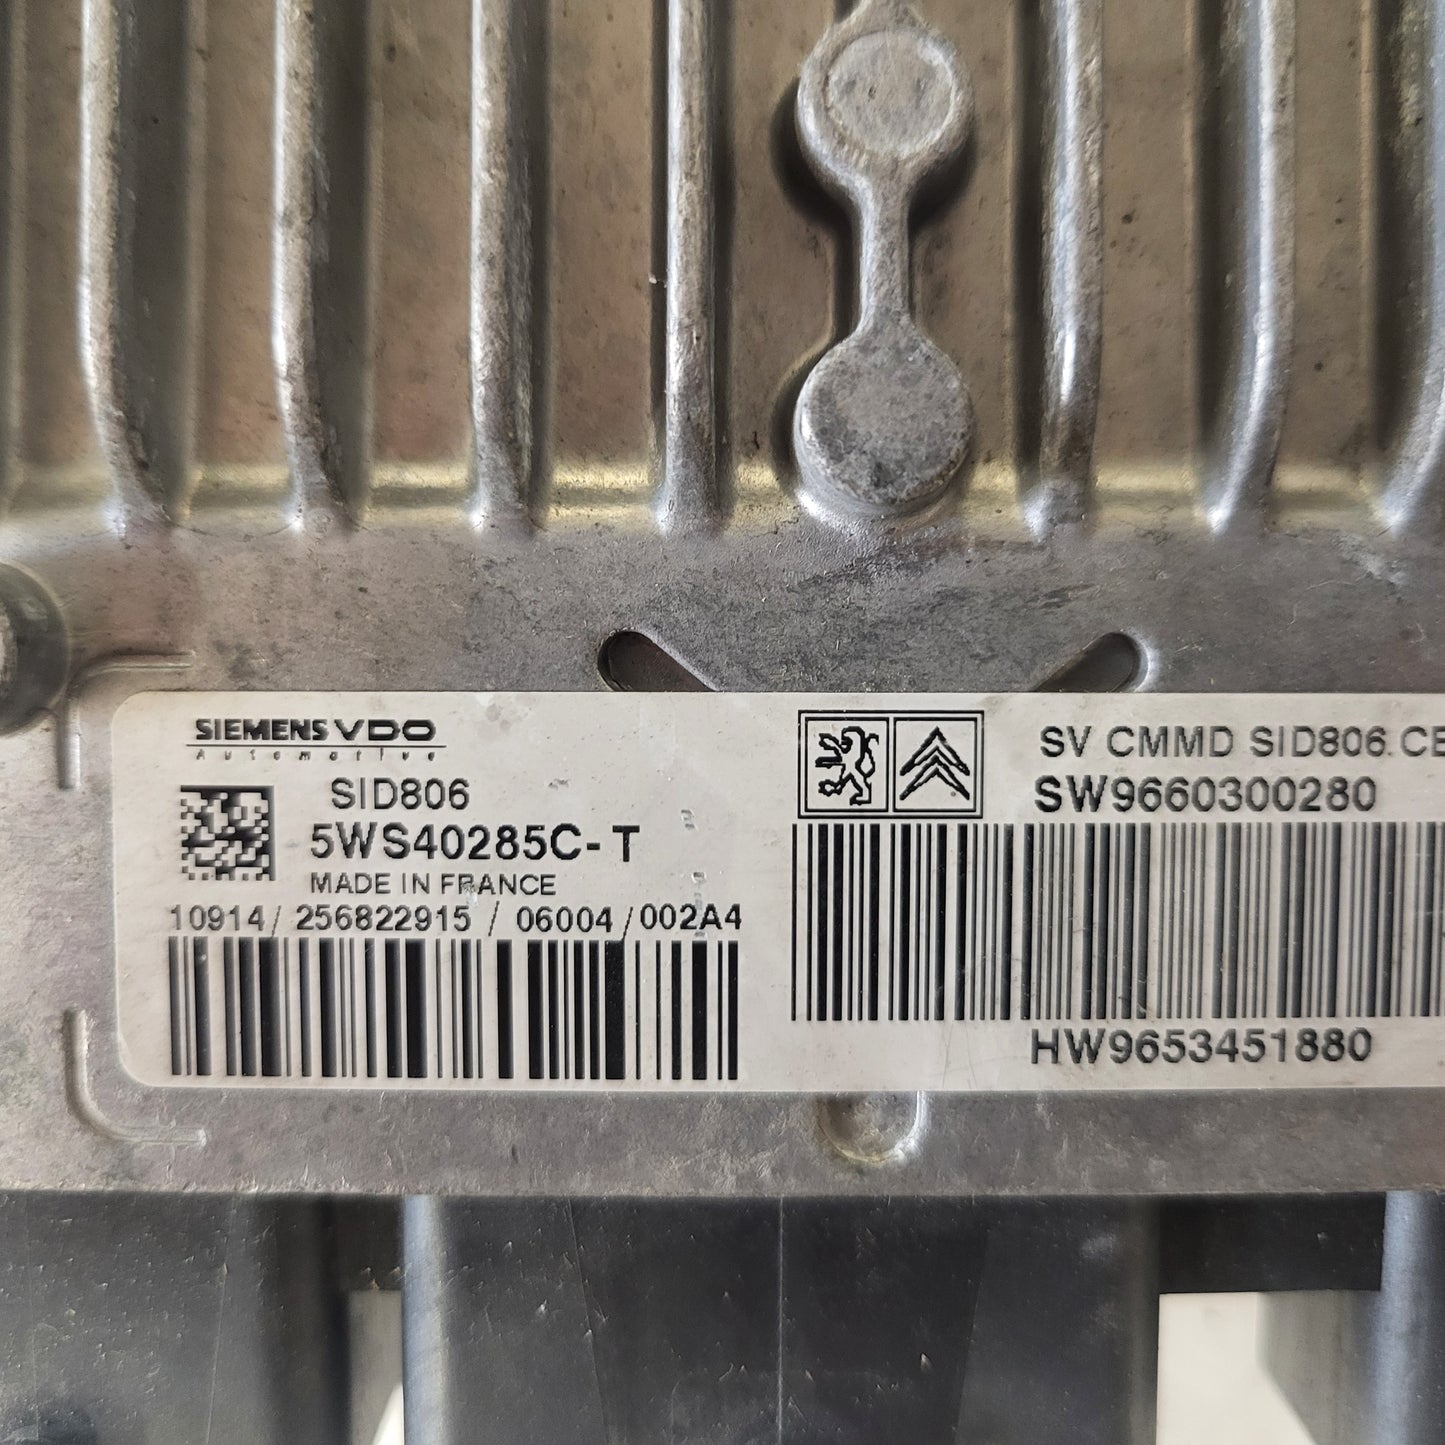 SIEMENS VDO
Automotive
SID806
5WS40285C-T
MADE IN FRANCE
10914/256822915/06004/002A4
SV CMMD SID806.CE
SW9660300280
HW9653451880